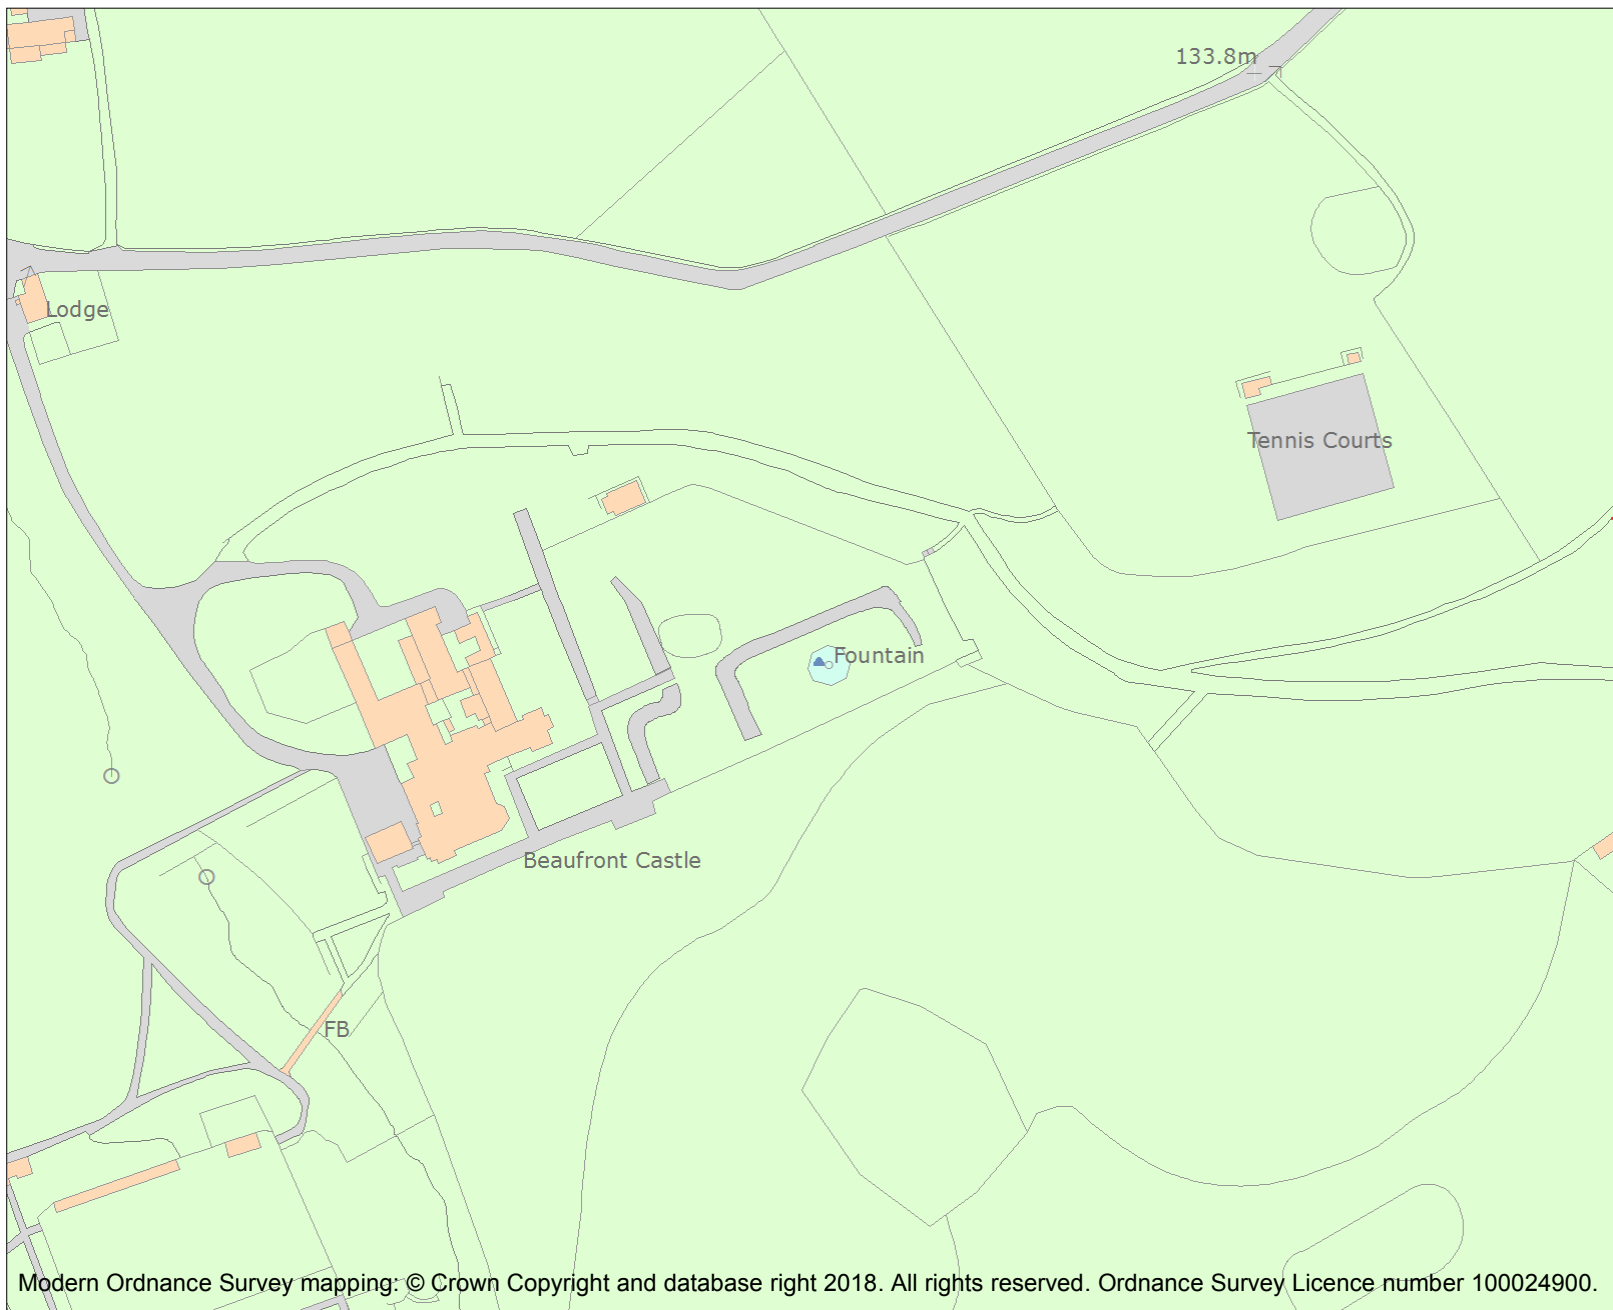 133.8m
Lodge
Tennis Courts
Fountain
Beaufront Castle
FB
Modern Ordnance Survey mapping: © Crown Copyright and database right 2018. All rights reserved. Ordnance Survey Licence number 100024900.